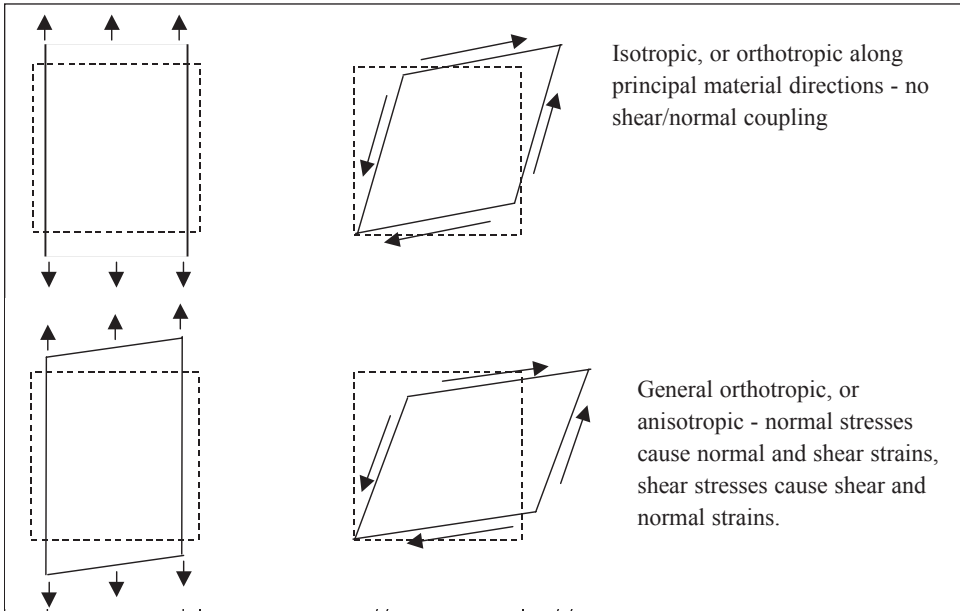 Isotropic, or orthotropic along
principal material directions - no
shear/normal coupling
General orthotropic, or
anisotropic - normal stresses
cause normal and shear strains,
shear stresses cause shear and
normal strains.